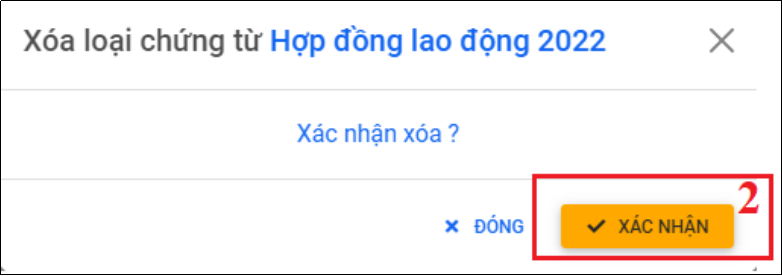 Xóa loại chứng từ Hợp đồng lao động 2022
Xác nhận xóa ?
2
ĐÓNG
XÁC NHẬN